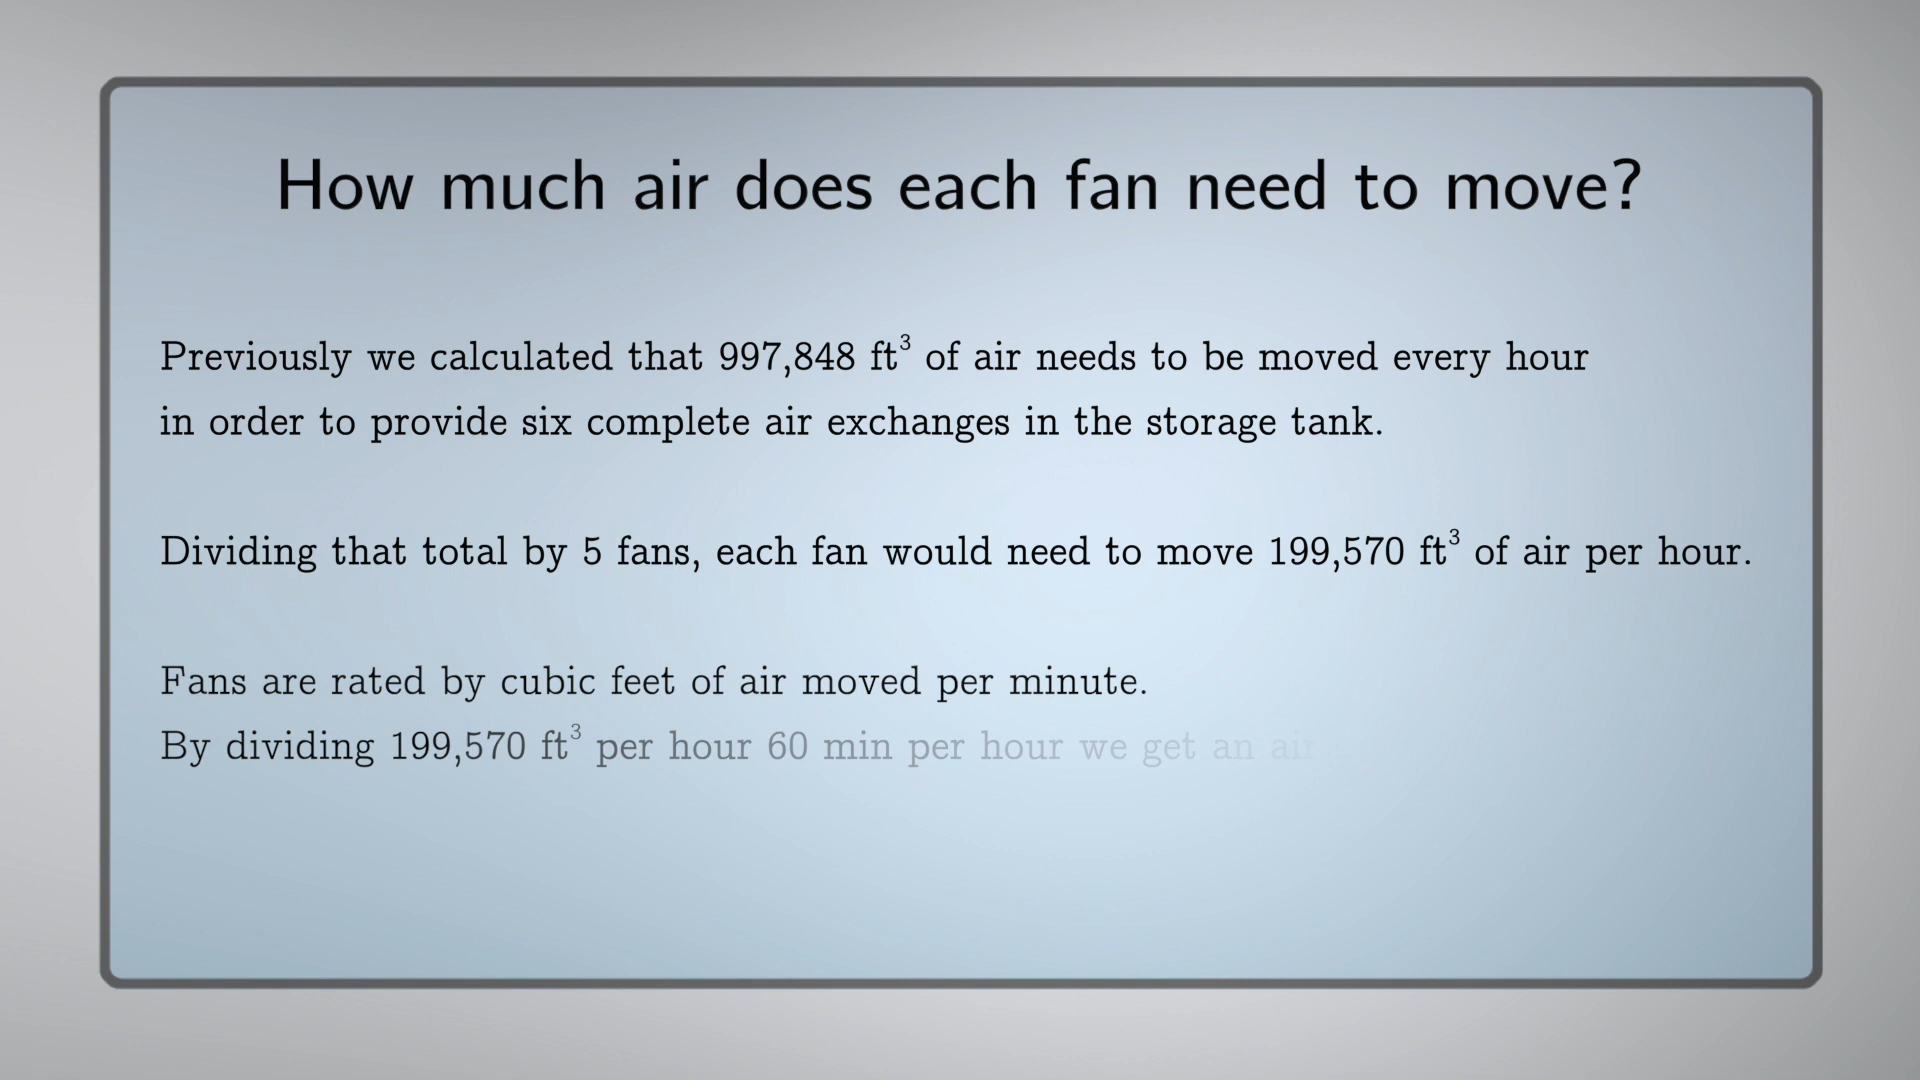 How much air does each fan need to move?
Previously we calculated that 997,848 ft³ of air needs to be moved every hour
in order to provide six complete air exchanges in the storage tank.
Dividing that total by 5 fans, each fan would need to move 199,570 ft³ of air per hour.
Fans are rated by cubic feet of air moved per minute.
By dividing 199,570 ft³ per hour 60 min per hour we get an air